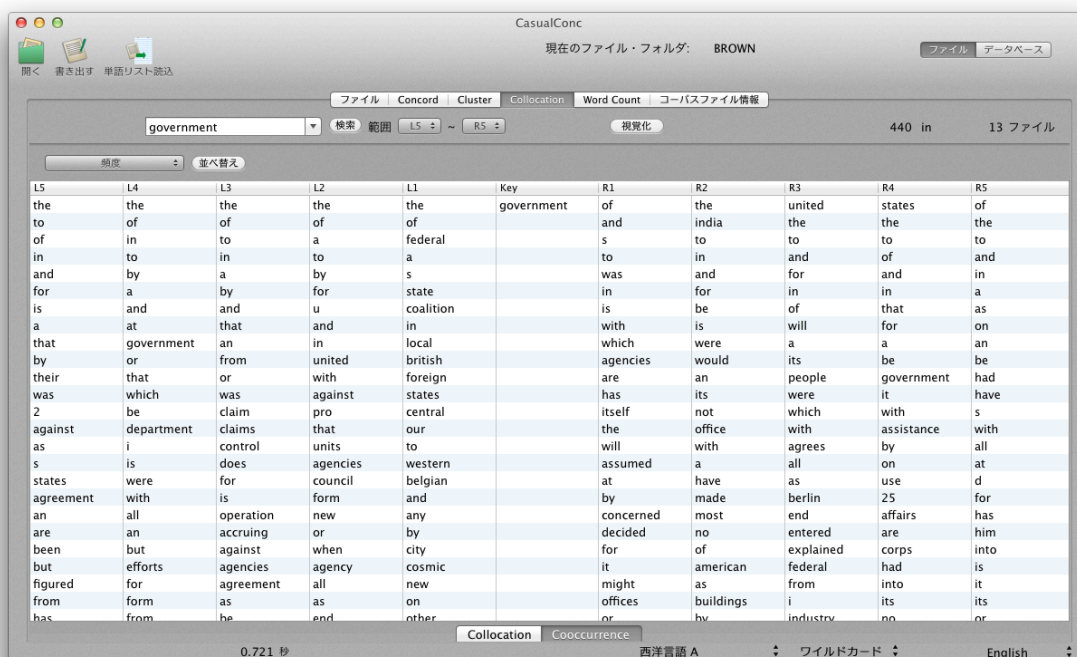 CasualConc
開く 書き出す 単語リスト読込 現在のファイル・フォルダ: BROWN ファイル データベース
ファイル Concord Cluster Collocation Word Count コーパスファイル情報
government 検索 範囲 L5 ~ R5 視覚化 440 in 13 ファイル
頻度 並べ替え
L5 L4 L3 L2 L1 Key R1 R2 R3 R4 R5
the the the the the government of the united states of
to of of of of and india the the the
of in to a federal s to to to to
in to in to a to in and of and
and by a by s was and for and in
for a by for state in for in in a
is and and u coalition is be of that as
a at that and in with is will for on
that government an in local which were a a an
by or from united british agencies would its be be
their that or with foreign are an people government had
was which was against states has its were it have
2 be claim pro central itself not which with s
against department claims that our the office with assistance with
as i control units to will with agrees by all
s is does agencies western assumed a all on at
states were for council belgian at have as use d
agreement with is form and by made berlin 25 for
an all operation new any concerned most end affairs has
are an accruing or by decided no entered are him
been but against when city for of explained corps into
but efforts agencies agency cosmic it american federal had is
figured for agreement all new might as from into it
from form as as on offices buildings i its its
has from be end other or by industry no or
Collocation Cooccurrence
0.721 秒 西洋言語 A ワイルドカード English